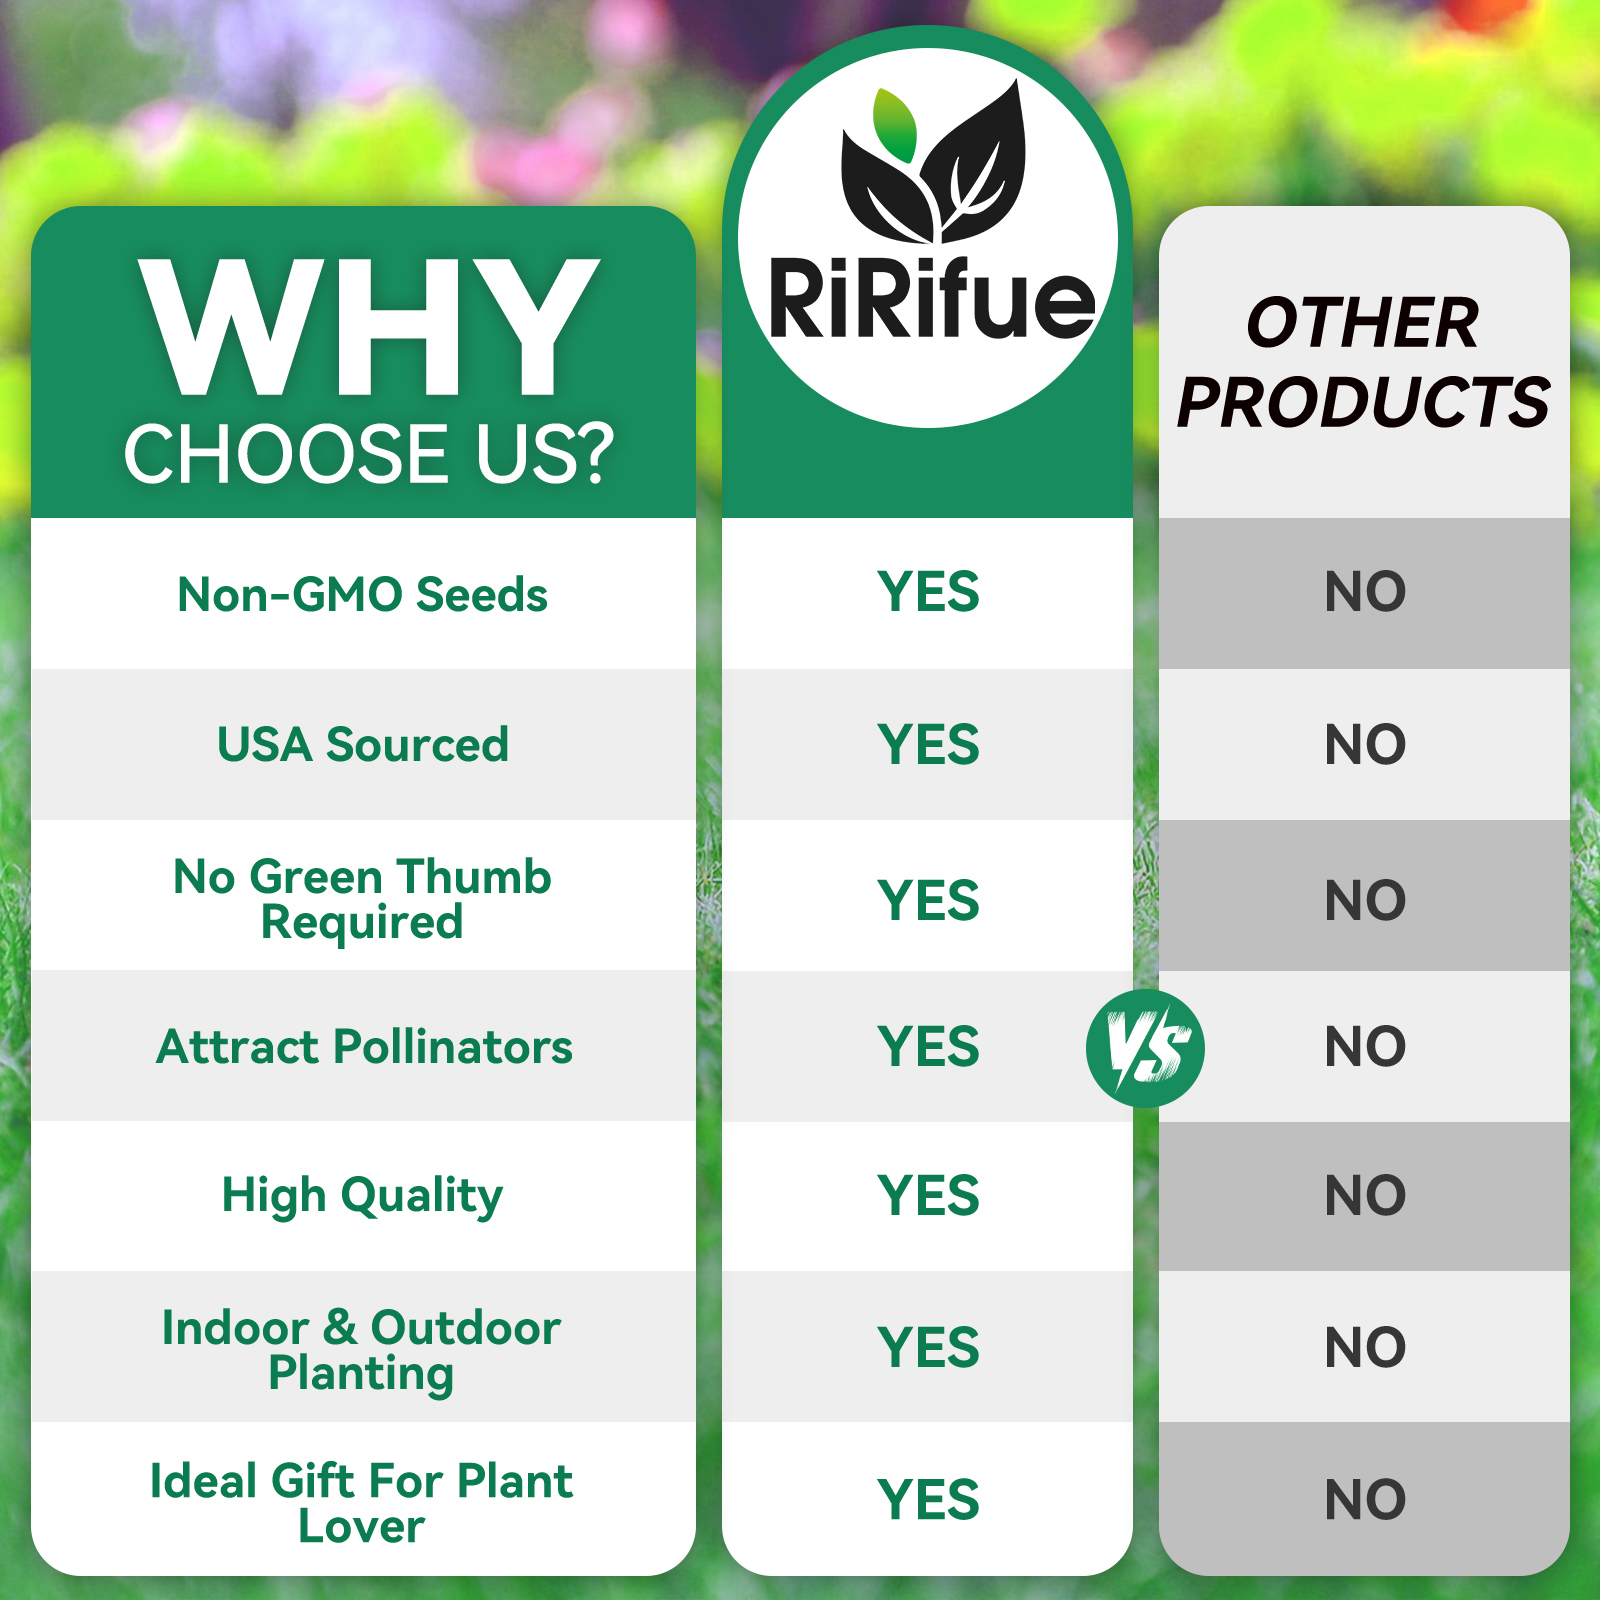 WHY
CHOOSE US?
RiRifue
OTHER
PRODUCTS
Non-GMO Seeds
YES
NO
USA Sourced
YES
NO
No Green Thumb
Required
YES
NO
Attract Pollinators
YES
VS
NO
High Quality
YES
NO
Indoor & Outdoor
Planting
YES
NO
Ideal Gift For Plant
Lover
YES
NO